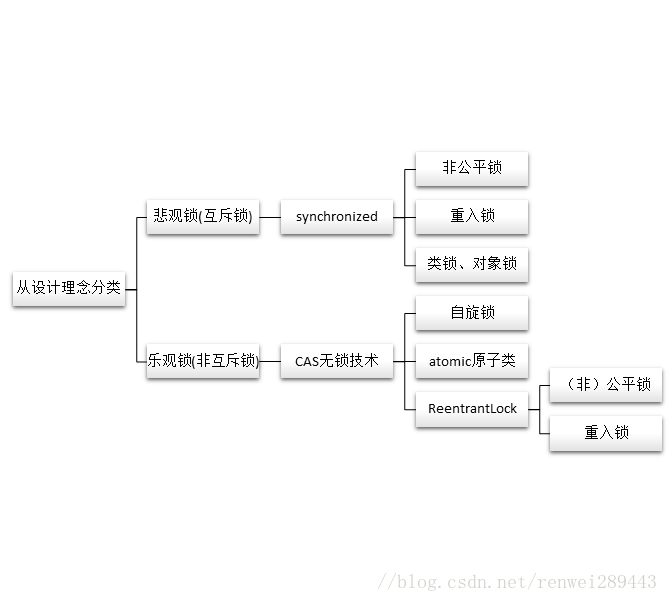 从设计理念分类
悲观锁(互斥锁)
synchronized
非公平锁
重入锁
类锁、对象锁
乐观锁(非互斥锁)
CAS无锁技术
自旋锁
atomic原子类
ReentrantLock
（非）公平锁
重入锁
//blog.csdn.net/renwei289443